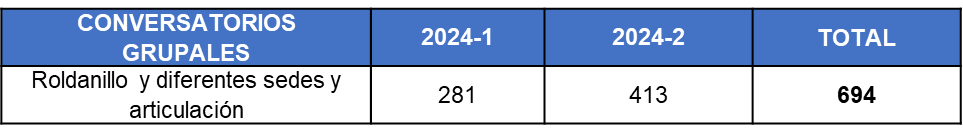 CONVERSATORIOS
GRUPALES
2024-1
2024-2
TOTAL
Roldanillo y diferentes sedes y
articulación
281
413
694